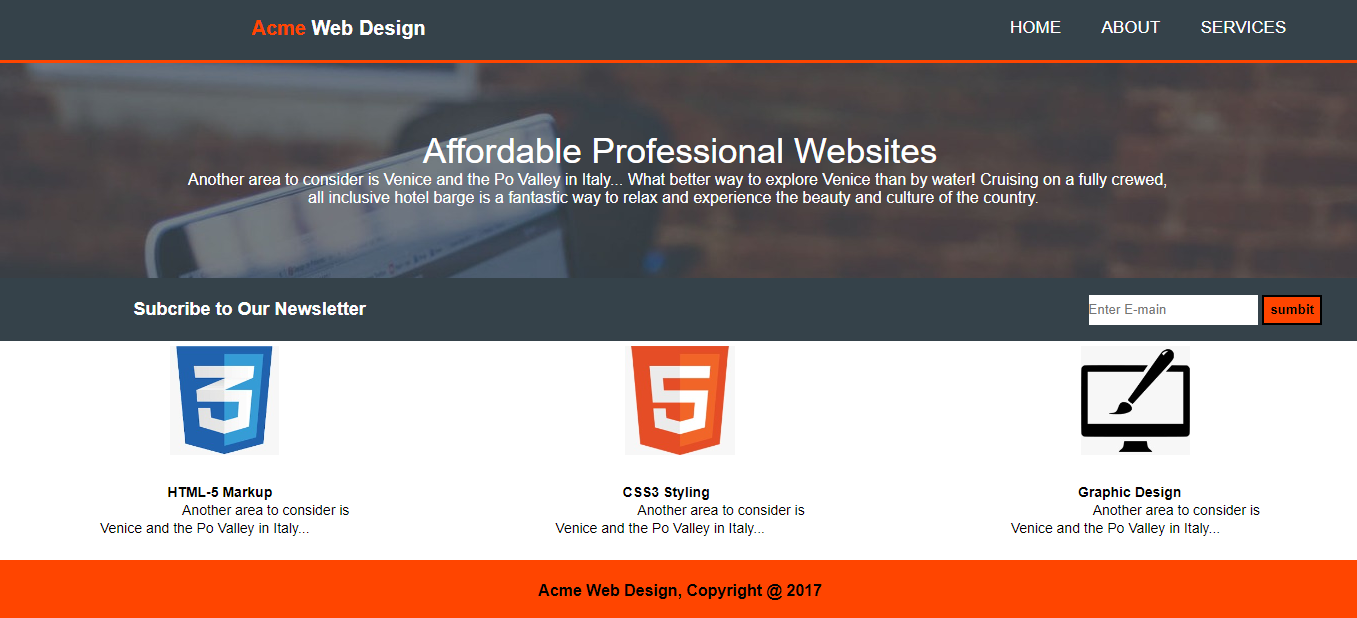 Acme Web Design
HOME ABOUT SERVICES
Affordable Professional Websites
Another area to consider is Venice and the Po Valley in Italy... What better way to explore Venice than by water! Cruising on a fully crewed,
all inclusive hotel barge is a fantastic way to relax and experience the beauty and culture of the country.
Subcribe to Our Newsletter
Enter E-main
sumbit
HTML-5 Markup
Another area to consider is
Venice and the Po Valley in Italy...
CSS3 Styling
Another area to consider is
Venice and the Po Valley in Italy...
Graphic Design
Another area to consider is
Venice and the Po Valley in Italy...
Acme Web Design, Copyright @ 2017